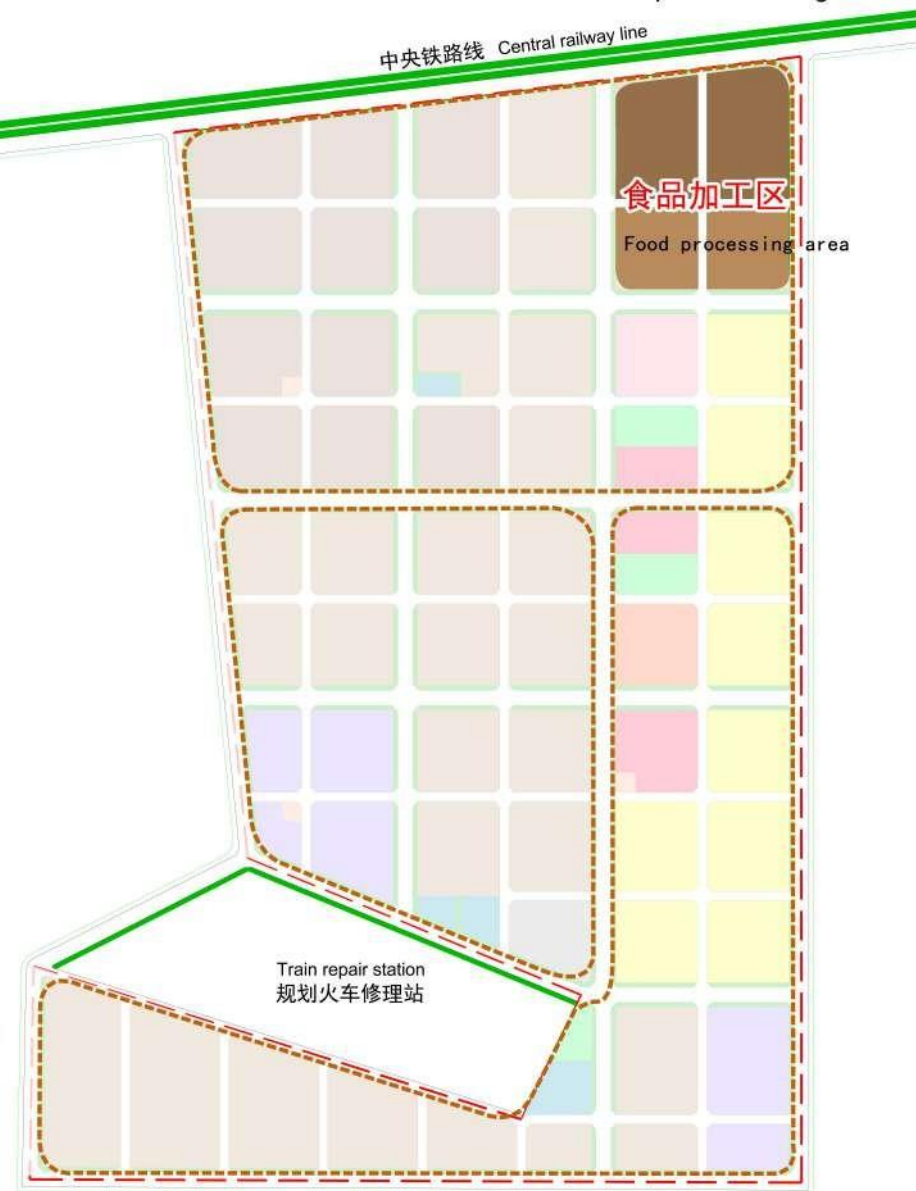 中央铁路线 Central railway line
食品加工区
Food processing area
Train repair station
规划火车修理站